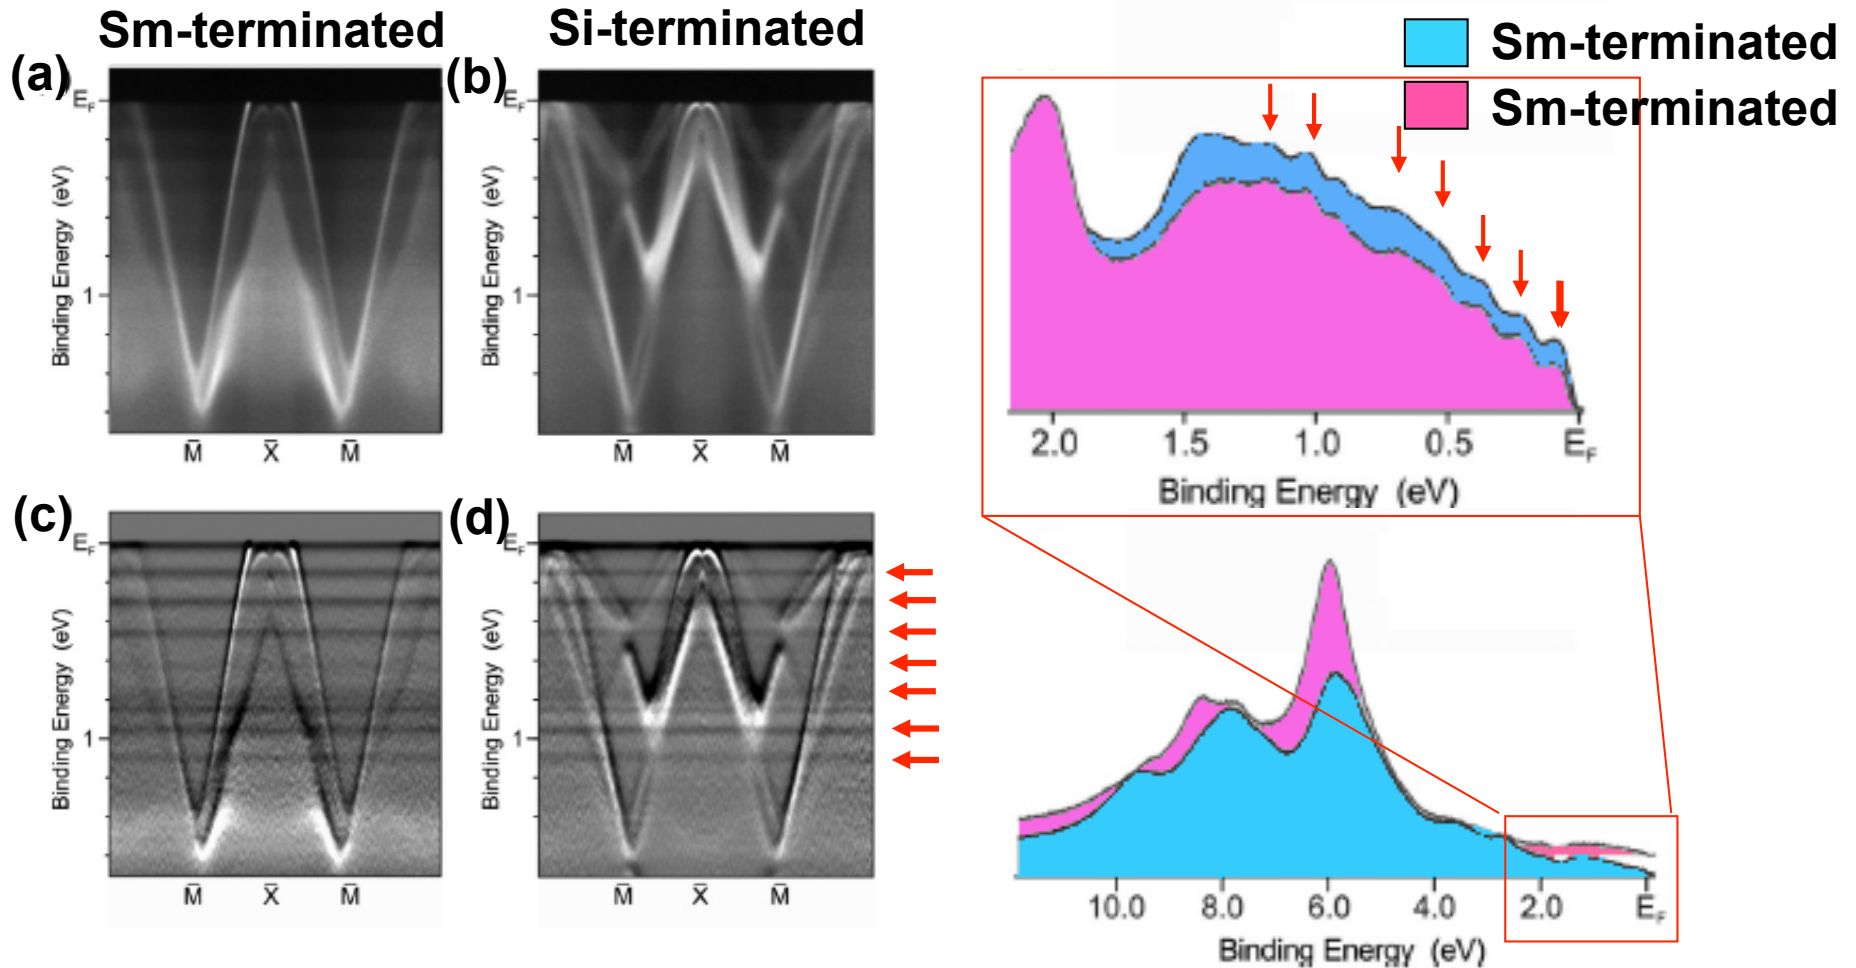 Sm-terminated
Si-terminated
Sm-terminated
Sm-terminated
(a)
E_F
Binding Energy (eV)
1
M̄ X̄ M̄
(b)
E_F
Binding Energy (eV)
1
M̄ X̄ M̄
2.0 1.5 1.0 0.5 E_F
Binding Energy (eV)
(c)
E_F
Binding Energy (eV)
1
M̄ X̄ M̄
(d)
E_F
Binding Energy (eV)
1
M̄ X̄ M̄
10.0 8.0 6.0 4.0 2.0 E_F
Binding Energy (eV)